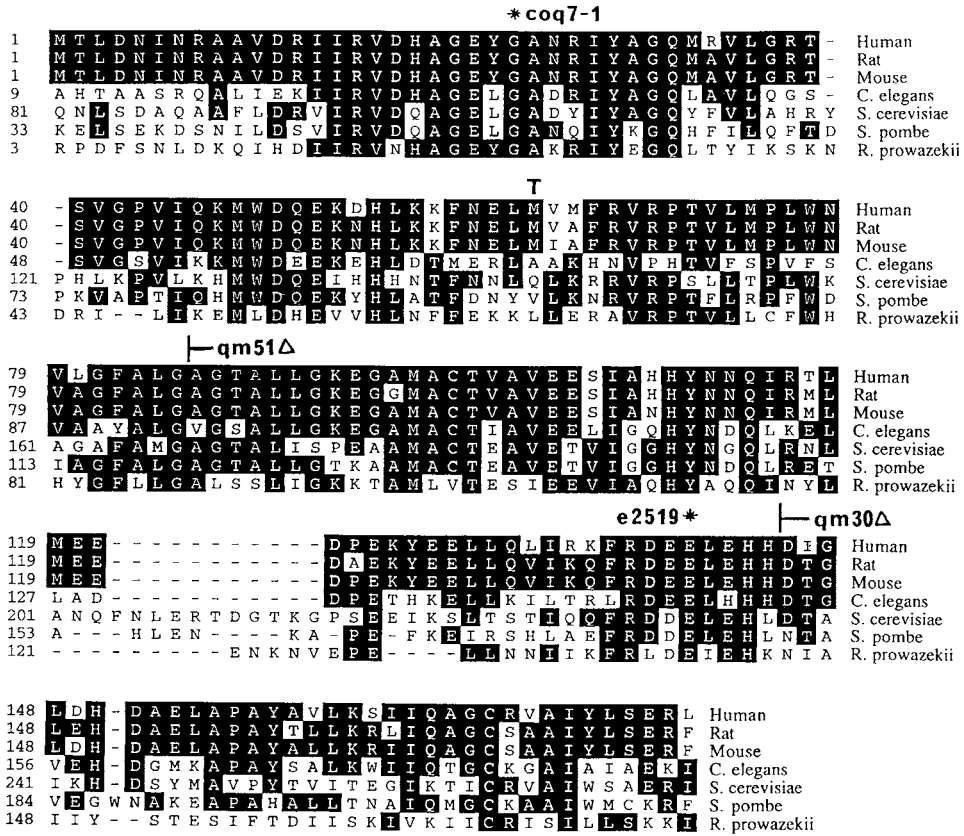 *coq7-1
1 MTLDNINRAAVDRIIRVDHAGEYGANRIYAGQMRVLGRT- Human
1 MTLDNINRAAVDRIIRVDHAGEYGANRIYAGQMAVLGRT- Rat
1 MTLDNINRAAVDRIIRVDHAGEYGANRIYAGQMAVLGRT- Mouse
9 AHTAASRQALIEKIIRVDHAGELGADRIYAGQLAVLQGS- C. elegans
81 QNLSDAQAAFLDRVIRVDQAGELGADYIYAGQYFVLAHRY S. cerevisiae
33 KELSEKDSNILDSVIRVDQAGELGANQIYKGQHFILQFTD S. pombe
3 RPDFSNLDKQIHDIIRVNHAGEYGAKRIYEGQLTYIKSKN R. prowazekii
T
40 -SVGPVIQKMWDQEKDHLKKFNELMVMFRVRPTVLMPLWN Human
40 -SVGPVIQKMWDQEKNHLKKFNELMVAFRVRPTVLMPLWN Rat
40 -SVGPVIQKMWDQEKNHLKKFNELMIAFRVRPTVLMPLWN Mouse
48 -SVGSVIKKMWDEEKEHLDTMERLAAKHNVPHTVFSPVFS C. elegans
121 PHLKPVLKHMWDQEIHHHNTFNNLQLKRRVRPSLLTPLWK S. cerevisiae
73 PKVAPTIQHMWDQEKYHLATFDNYVLKNRVRPTFLRPFWD S. pombe
43 DRI--LIKEMLDHEVVHLNFFEKKLLERAVRPTVLLCFWH R. prowazekii
qm51Δ
79 VLGFALGAGTALLGKEGAMACTVAVEESIAHHYNNQIRTL Human
79 VAGFALGAGTALLGKEGGMACTVAVEESIAHHYNNQIRML Rat
79 VAGFALGAGTALLGKEGAMACTVAVEESIANHYNNQIRML Mouse
87 VAAYALGVGSALLGKEGAMACTIAVEELIGQHYNDQLKEL C. elegans
161 AGAFAMGAGTALISPEAAMACTEAVETVIGGHYNGQLRNL S. cerevisiae
113 IAGFALGAGTALLGTKAAMACTEAVETVIGGHYNDQLRET S. pombe
81 HYGFLLGALSSLIGKKTAMLVTESIEEVIAQHYAQQINYL R. prowazekii
e2519* qm30Δ
119 MEE-----------DPEKYEELLQLIRKFRDEELEHHDIG Human
119 MEE-----------DAEKYEELLQVIKQFRDEELEHHDTG Rat
119 MEE-----------DPEKYEELLQVIKQFRDEELEHHDTG Mouse
127 LAD-----------DPETHKELLKILTRLRDEELHHHDTG C. elegans
201 ANQFNLERTDGTKGPSEEIKSLTSTIQQFRDDELEHLDTA S. cerevisiae
153 A---HLEN----KA-PE-FKEIRSHLAEFRDDELEHLNTA S. pombe
121 ---------ENKNVEPE----LLNNIIKFRLDEIEHKNIA R. prowazekii
148 LDH-DAELAPAYAVLKSIIQAGCRVAIYLSERL Human
148 LEH-DAELAPAYTLLKRLIQAGCSAAIYLSERF Rat
148 LDH-DAELAPAYALLKRIIQAGCSAAIYLSERF Mouse
156 VEH-DGMKAPAYSALKWIIQTGCKGAIAIAEKI C. elegans
241 IKH-DSYMAVPYTVITEGIKTICRVAIWSAERI S. cerevisiae
184 VEGWNAKEAPAHALLTNAIQMGCKAAIWMCKRF S. pombe
148 IIY-STESIFTDIISKIVKIICRISILLSKKI R. prowazekii